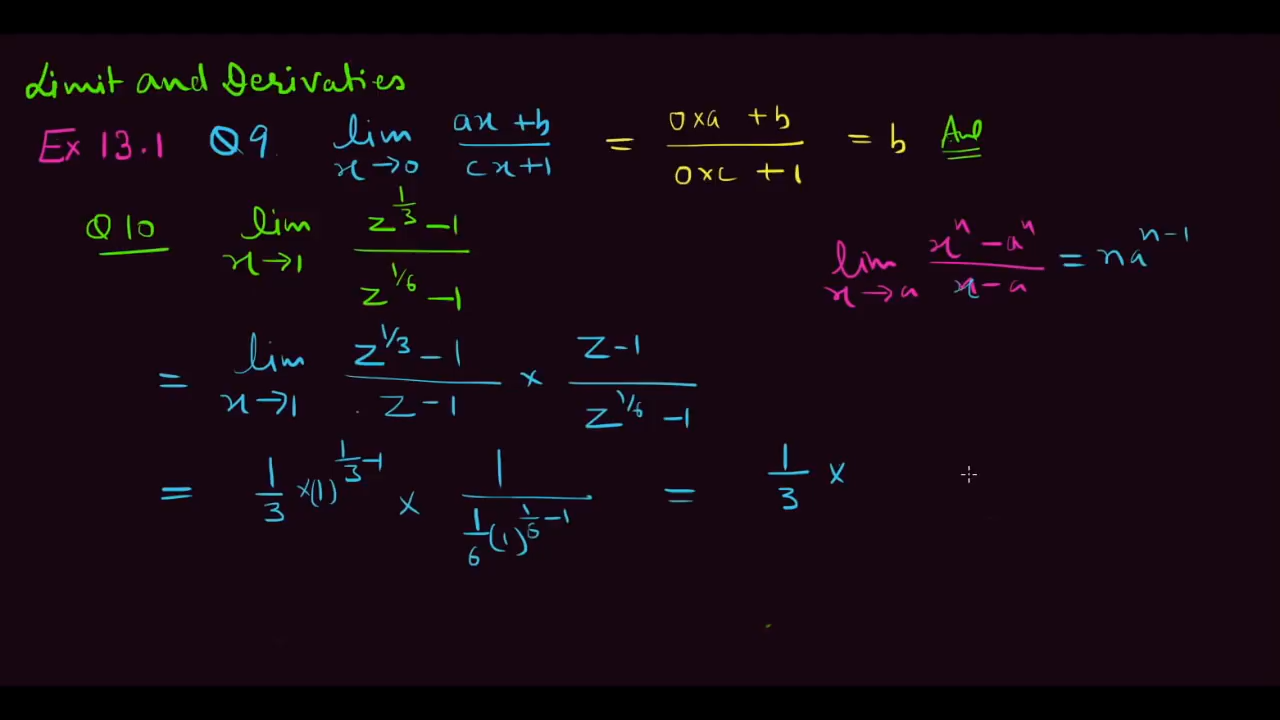 Limit and Derivaties
Ex 13.1 Q9. lim x→0 (ax+b)/(cx+1) = (0×a + b)/(0×c + 1) = b Ans
Q10 lim x→1 (z^(1/3) − 1)/(z^(1/6) − 1)
lim x→a (x^n − a^n)/(x − a) = na^(n−1)
= lim x→1 (z^(1/3) − 1)/(z − 1) × (z − 1)/(z^(1/6) − 1)
= 1/3 ×(1)^(1/3 −1) × 1/(1/6 (1)^(1/6 −1)) = 1/3 ×